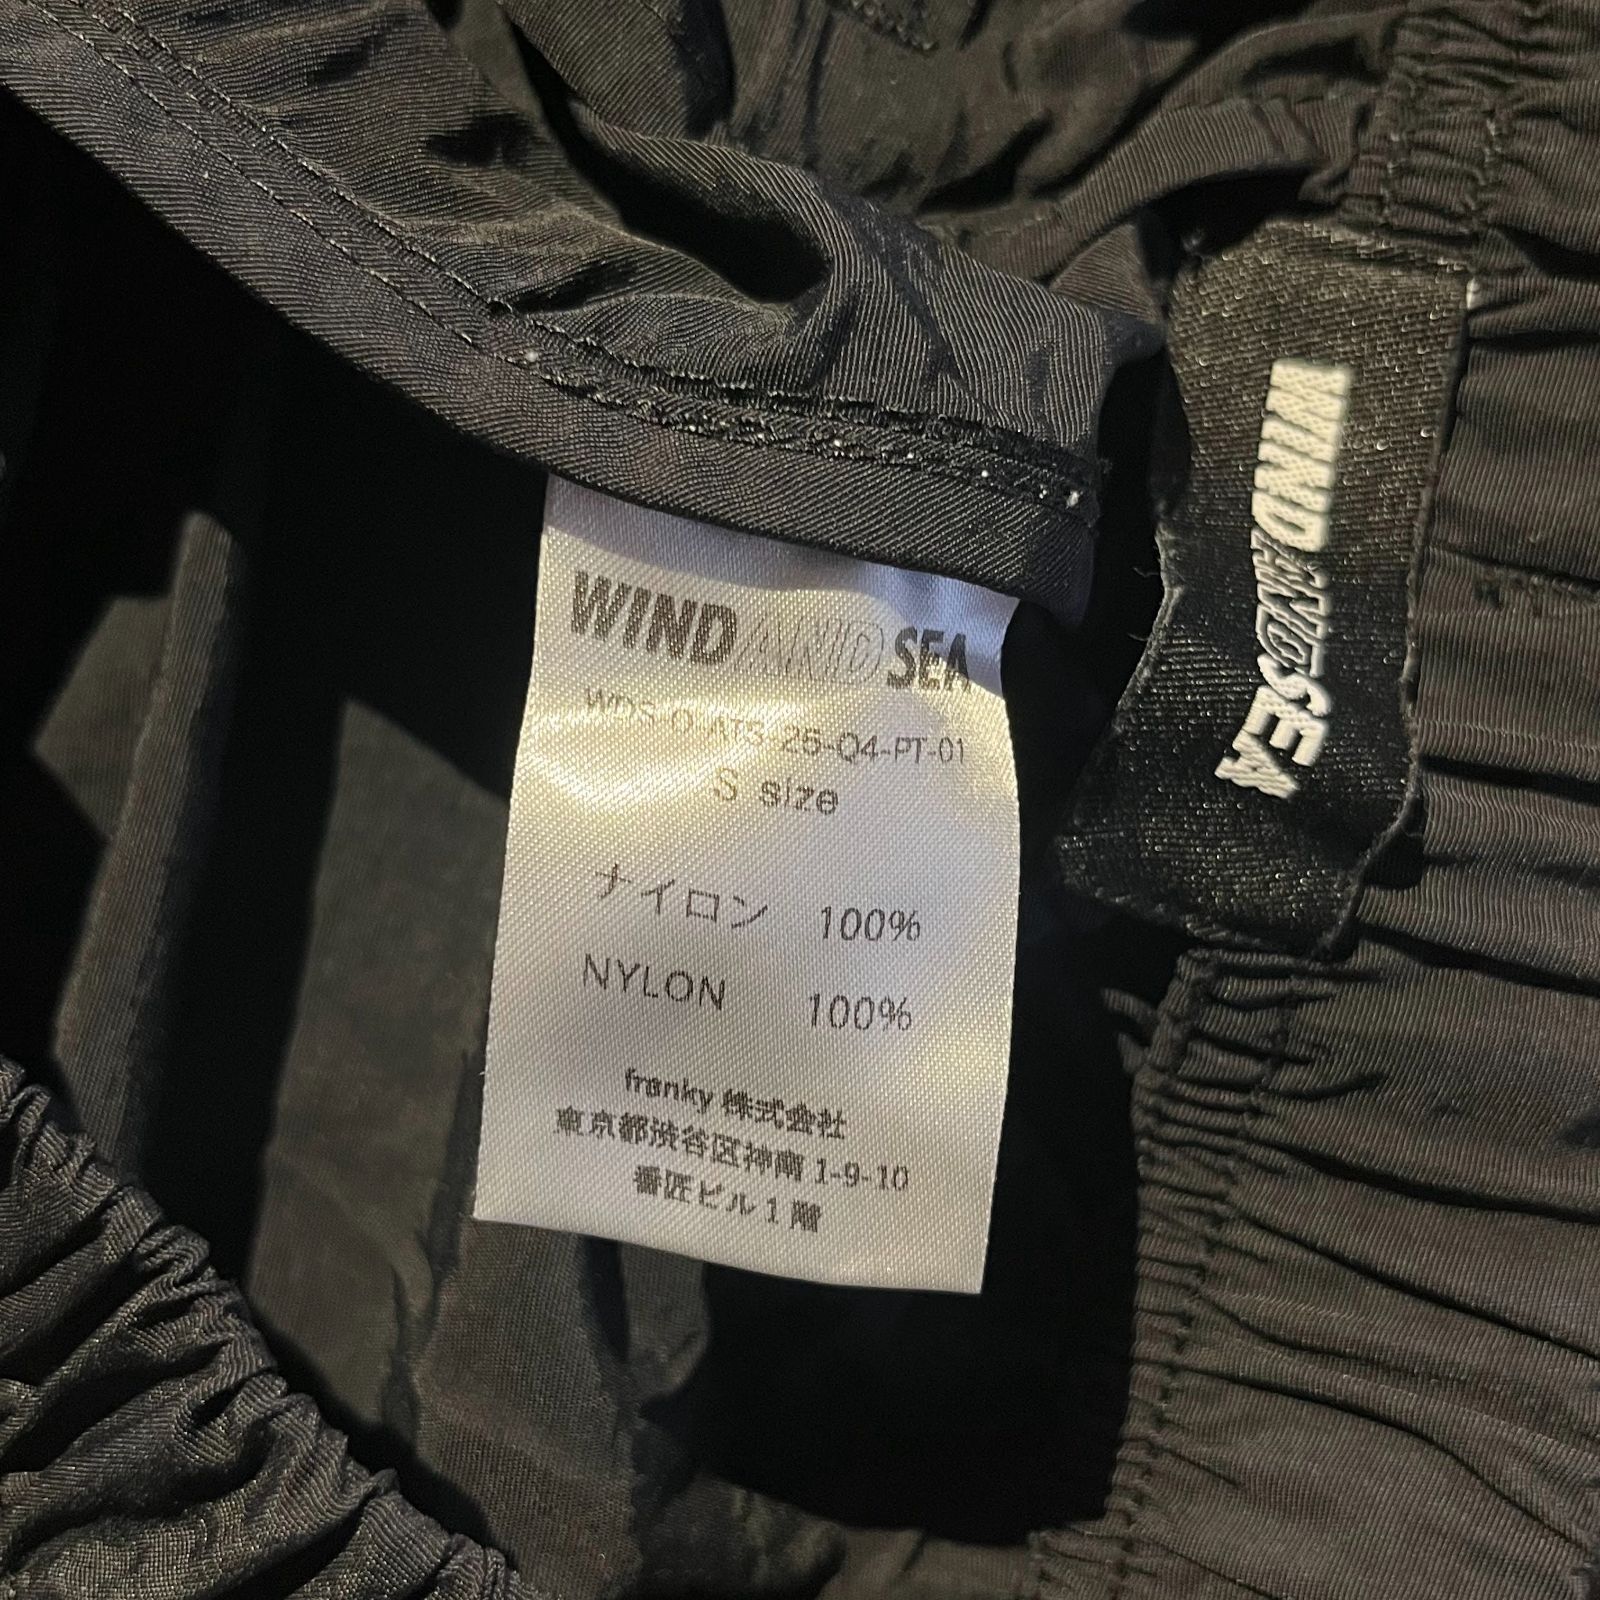 WIND AND SEA
WDS-O-ATS-25-Q4-PT-01
S size
ナイロン 100%
NYLON 100%
franky 株式会社
東京都渋谷区神南 1-9-10
番匠ビル 1 階
WIND AND SEA